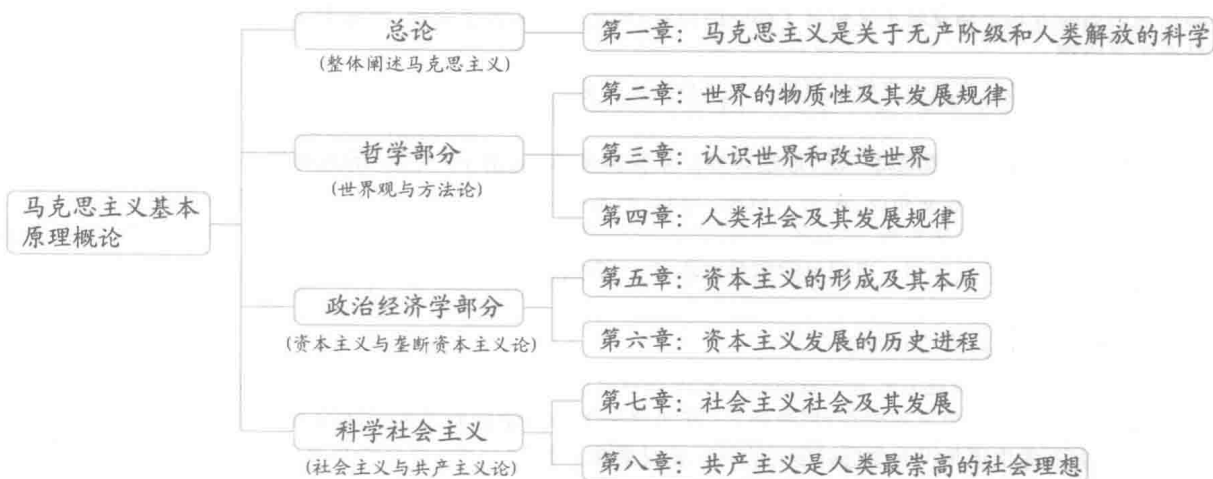 总论
(整体阐述马克思主义)
第一章：马克思主义是关于无产阶级和人类解放的科学
第二章：世界的物质性及其发展规律
哲学部分
(世界观与方法论)
第三章：认识世界和改造世界
第四章：人类社会及其发展规律
马克思主义基本
原理概论
政治经济学部分
(资本主义与垄断资本主义论)
第五章：资本主义的形成及其本质
第六章：资本主义发展的历史进程
科学社会主义
(社会主义与共产主义论)
第七章：社会主义社会及其发展
第八章：共产主义是人类最崇高的社会理想